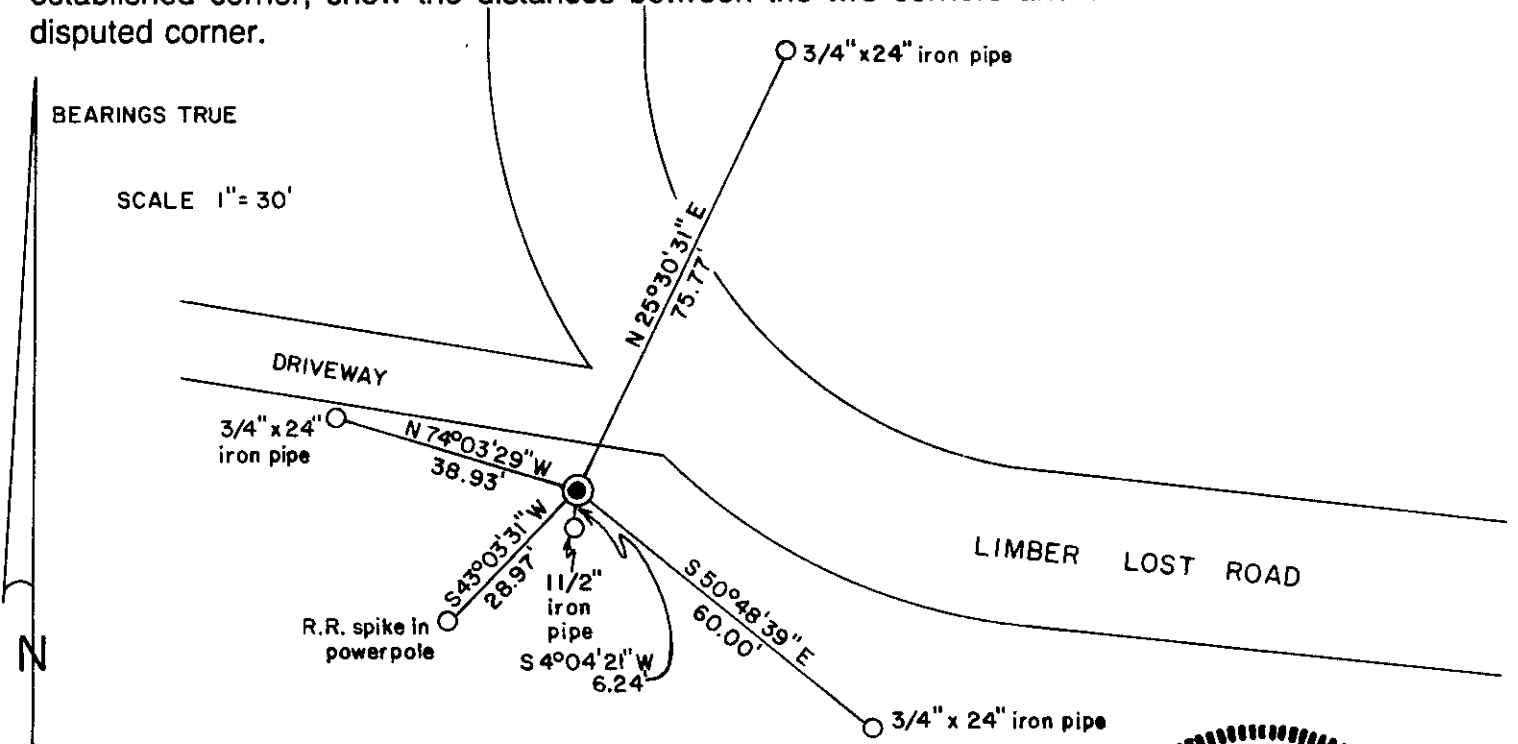 disputed corner.
3/4"x24" iron pipe
BEARINGS TRUE
SCALE 1"=30'
N 25°30'31" E
75.77'
DRIVEWAY
3/4"x24"
iron pipe
N 74°03'29"W
38.93'
S43°03'31"W
28.97'
R.R. spike in
powerpole
11/2"
iron
pipe
S 4°04'21"W
6.24'
S 50°48'39"E
60.00'
LIMBER LOST ROAD
3/4" x 24" iron pipe
N